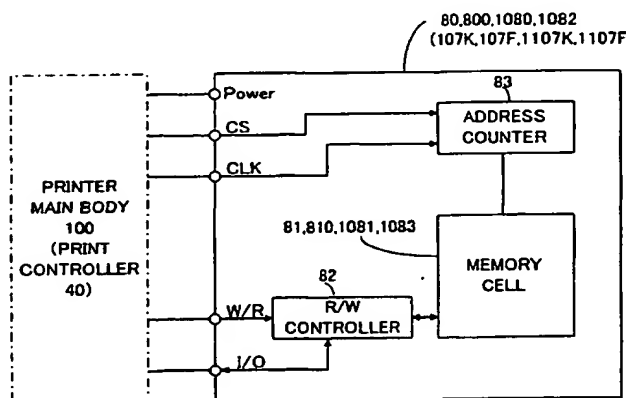 80,800,1080,1082
(107K,107F,1107K,1107F
83
Power
CS
CLK
ADDRESS
COUNTER
PRINTER
MAIN BODY
100
(PRINT
CONTROLLER
40)
81,810,1081,1083
MEMORY
CELL
82
W/R
R/W
CONTROLLER
I/O